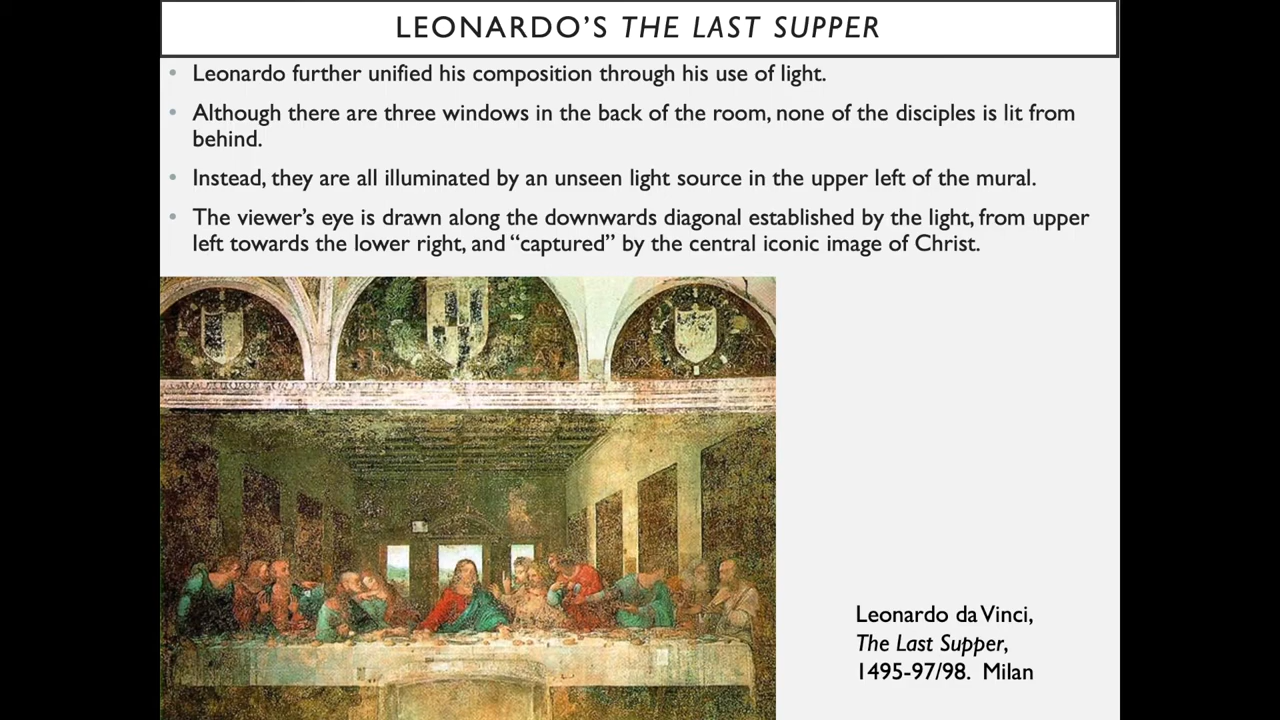 LEONARDO’S THE LAST SUPPER
• Leonardo further unified his composition through his use of light.
• Although there are three windows in the back of the room, none of the disciples is lit from
behind.
• Instead, they are all illuminated by an unseen light source in the upper left of the mural.
• The viewer’s eye is drawn along the downwards diagonal established by the light, from upper
left towards the lower right, and “captured” by the central iconic image of Christ.
Leonardo da Vinci,
The Last Supper,
1495-97/98. Milan